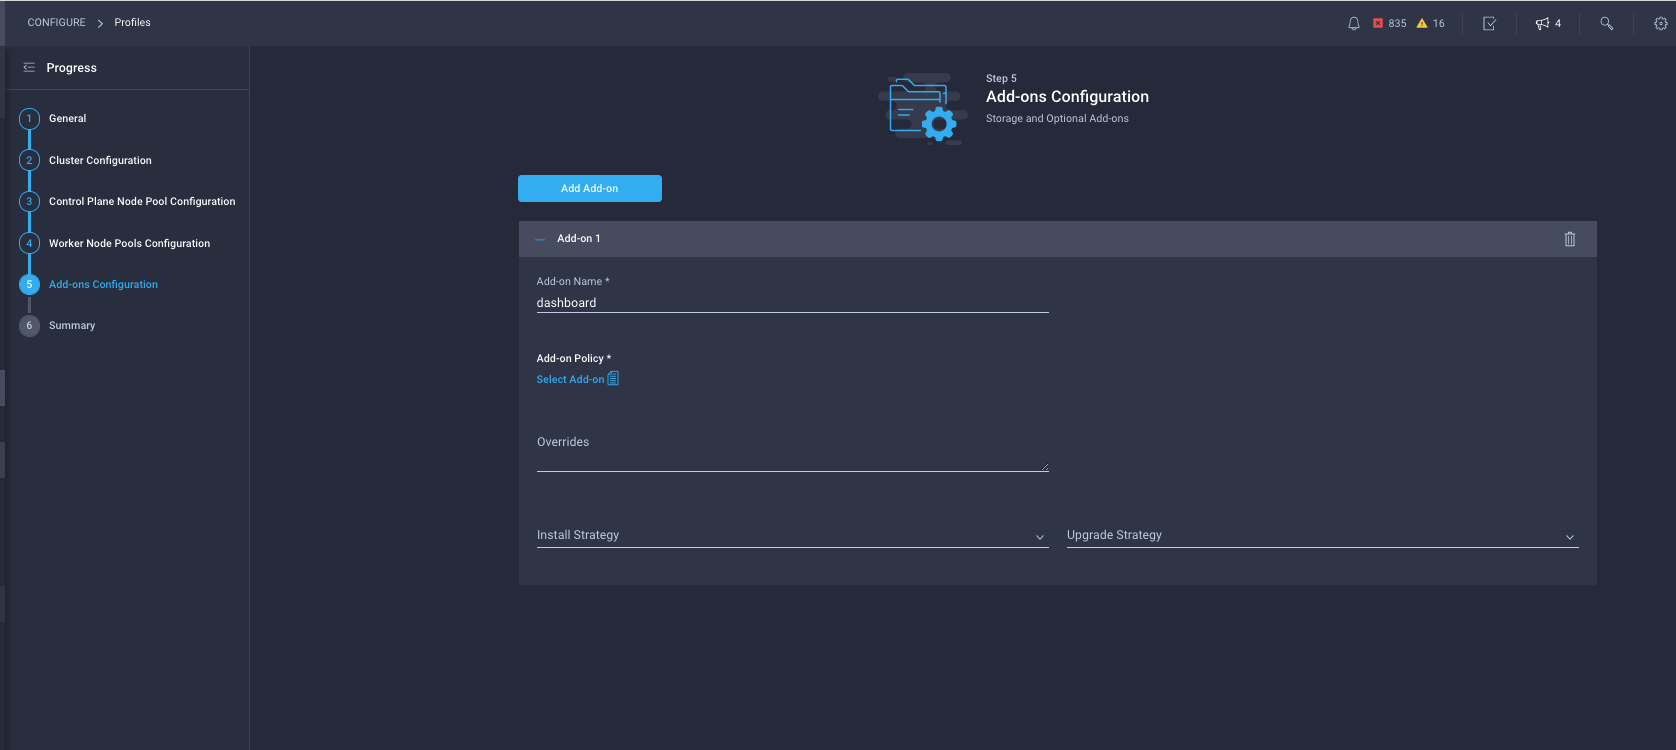 CONFIGURE > Profiles
835 16 4
Progress
1 General
2 Cluster Configuration
3 Control Plane Node Pool Configuration
4 Worker Node Pools Configuration
5 Add-ons Configuration
6 Summary
Step 5
Add-ons Configuration
Storage and Optional Add-ons
Add Add-on
Add-on 1
Add-on Name *
dashboard
Add-on Policy *
Select Add-on
Overrides
Install Strategy
Upgrade Strategy